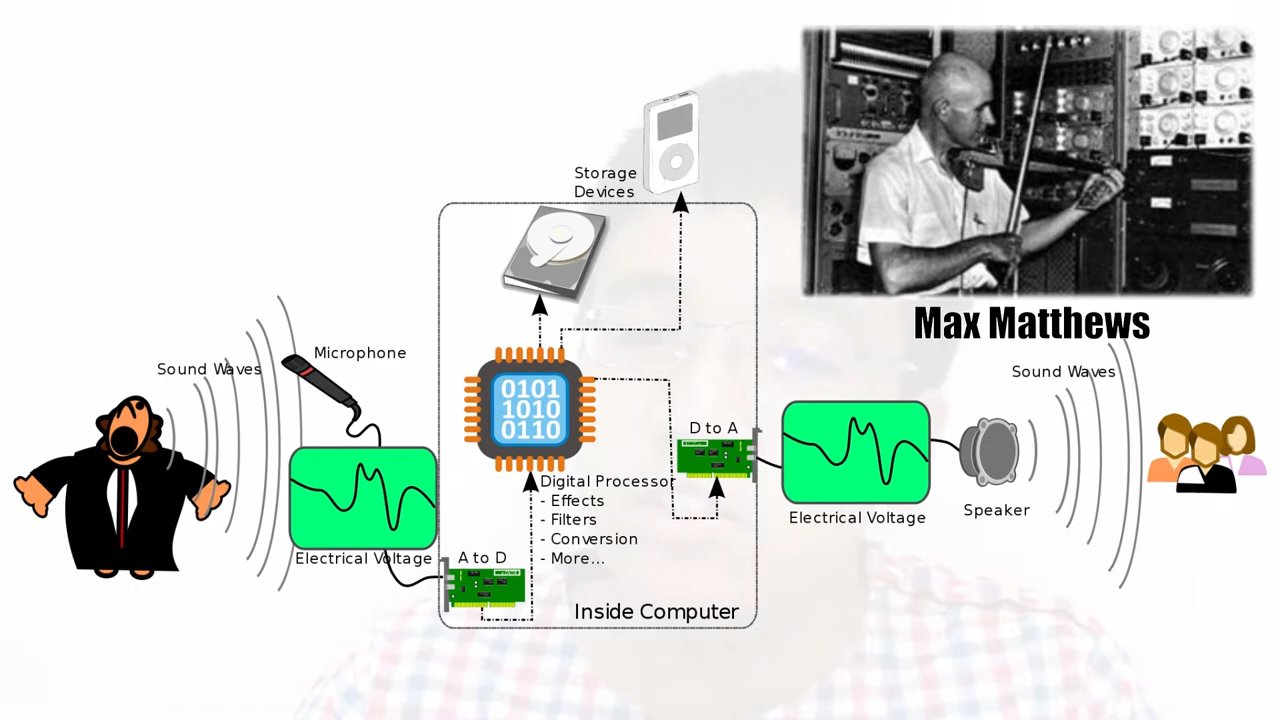 Storage
Devices
Max Matthews
Sound Waves
Microphone
Sound Waves
0101
1010
0110
D to A
Digital Processor
- Effects
- Filters
- Conversion
- More...
Electrical Voltage
Speaker
Electrical Voltage
A to D
Inside Computer